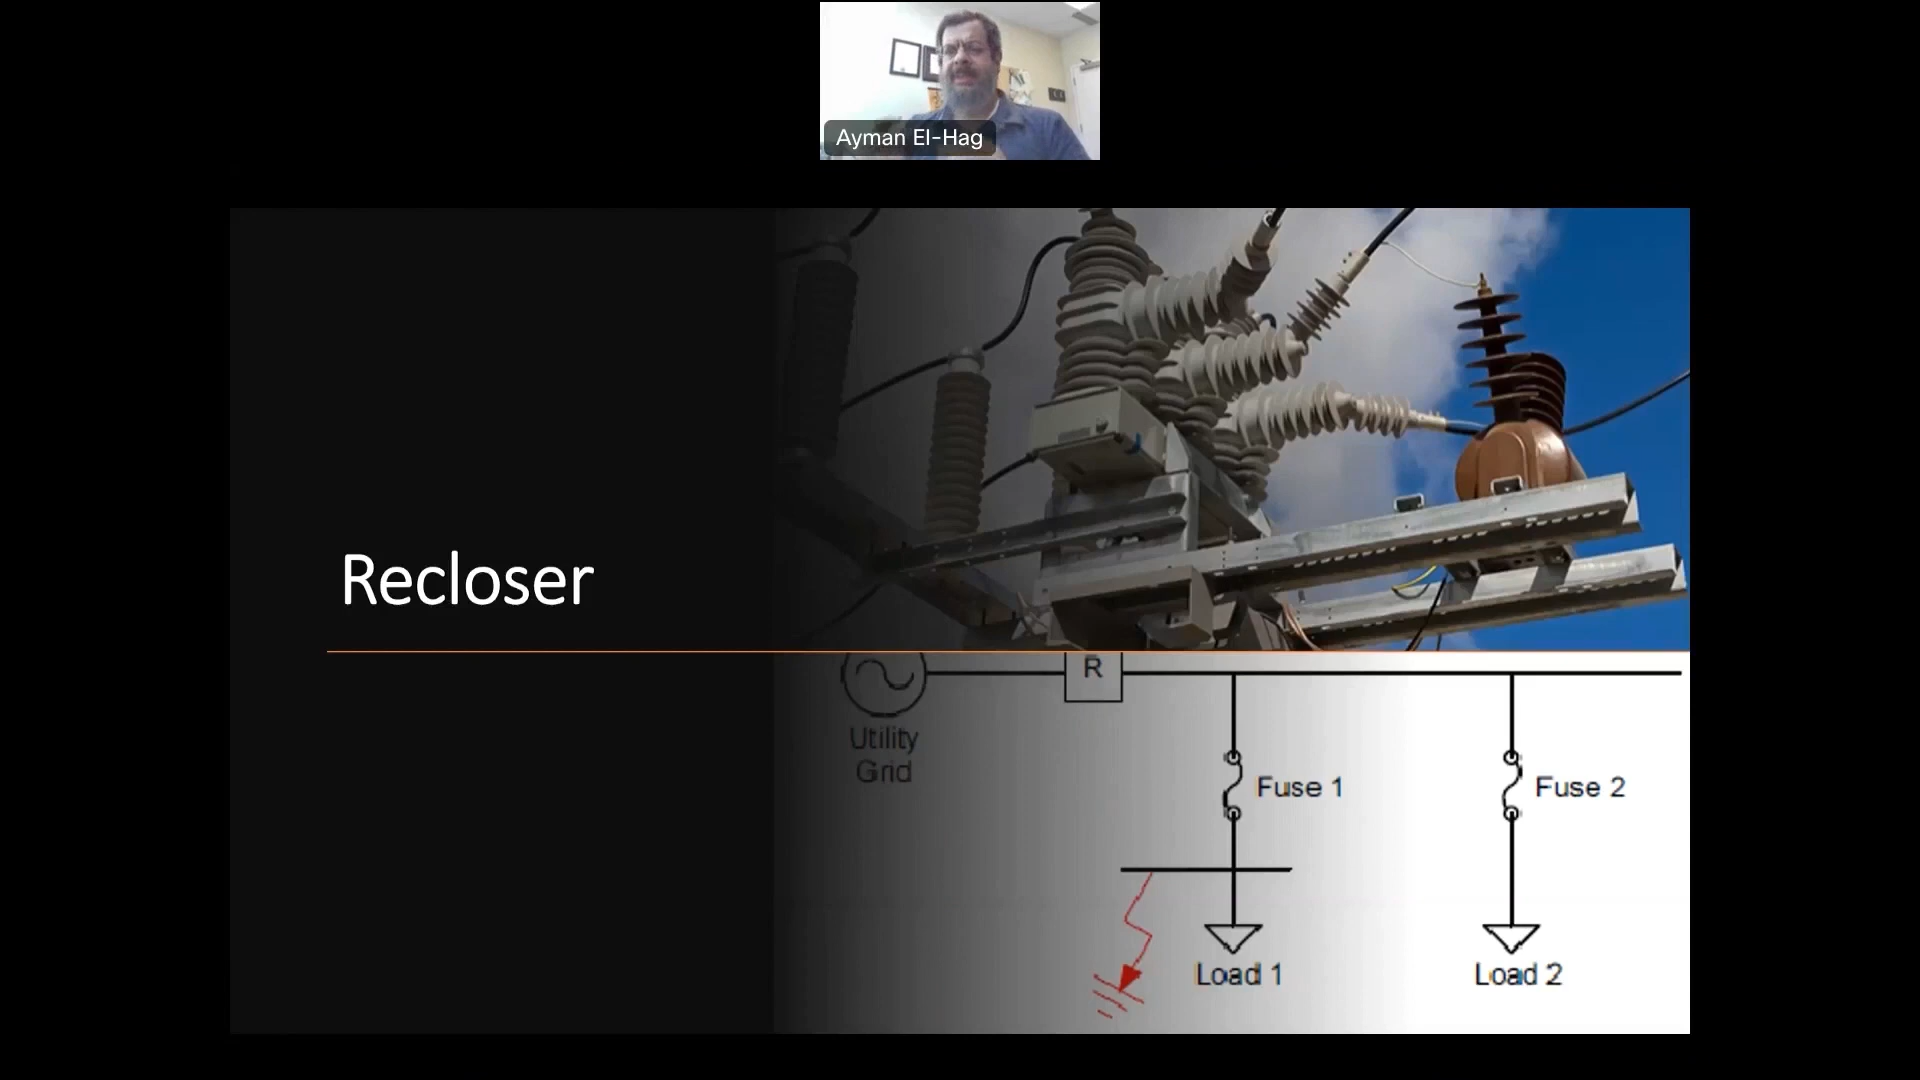 Ayman El-Hag
Recloser
R
Utility
Grid
Fuse 1
Fuse 2
Load 1
Load 2